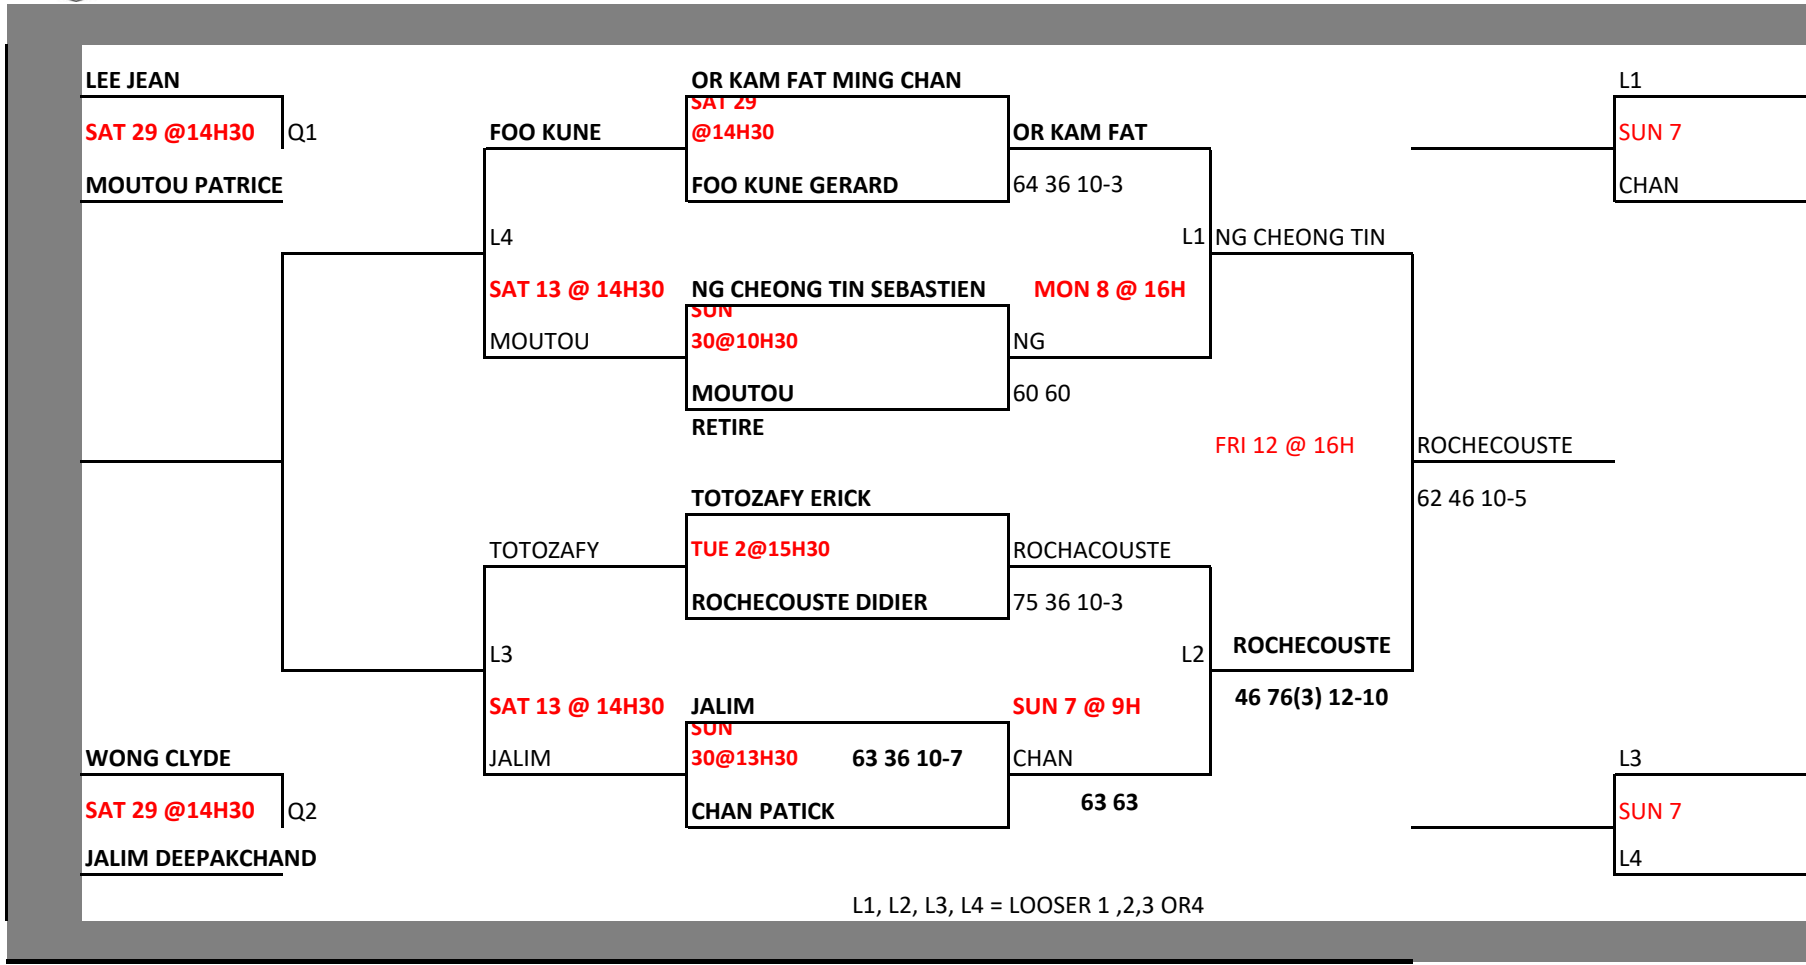 LEE JEAN
OR KAM FAT MING CHAN
L1
SAT 29
SAT 29 @14H30
Q1
FOO KUNE
@14H30
OR KAM FAT
SUN 7
MOUTOU PATRICE
FOO KUNE GERARD
64 36 10-3
CHAN
L4
L1
NG CHEONG TIN
SAT 13 @ 14H30
NG CHEONG TIN SEBASTIEN
MON 8 @ 16H
SUN
MOUTOU
30@10H30
NG
MOUTOU
60 60
RETIRE
FRI 12 @ 16H
ROCHECOUSTE
TOTOZAFY ERICK
62 46 10-5
TOTOZAFY
TUE 2@15H30
ROCHACOUSTE
ROCHECOUSTE DIDIER
75 36 10-3
L3
L2
ROCHECOUSTE
SAT 13 @ 14H30
JALIM
SUN 7 @ 9H
46 76(3) 12-10
SUN
WONG CLYDE
JALIM
30@13H30
63 36 10-7
CHAN
L3
SAT 29 @14H30
Q2
CHAN PATICK
63 63
SUN 7
JALIM DEEPAKCHAND
L4
L1, L2, L3, L4 = LOOSER 1 ,2,3 OR4